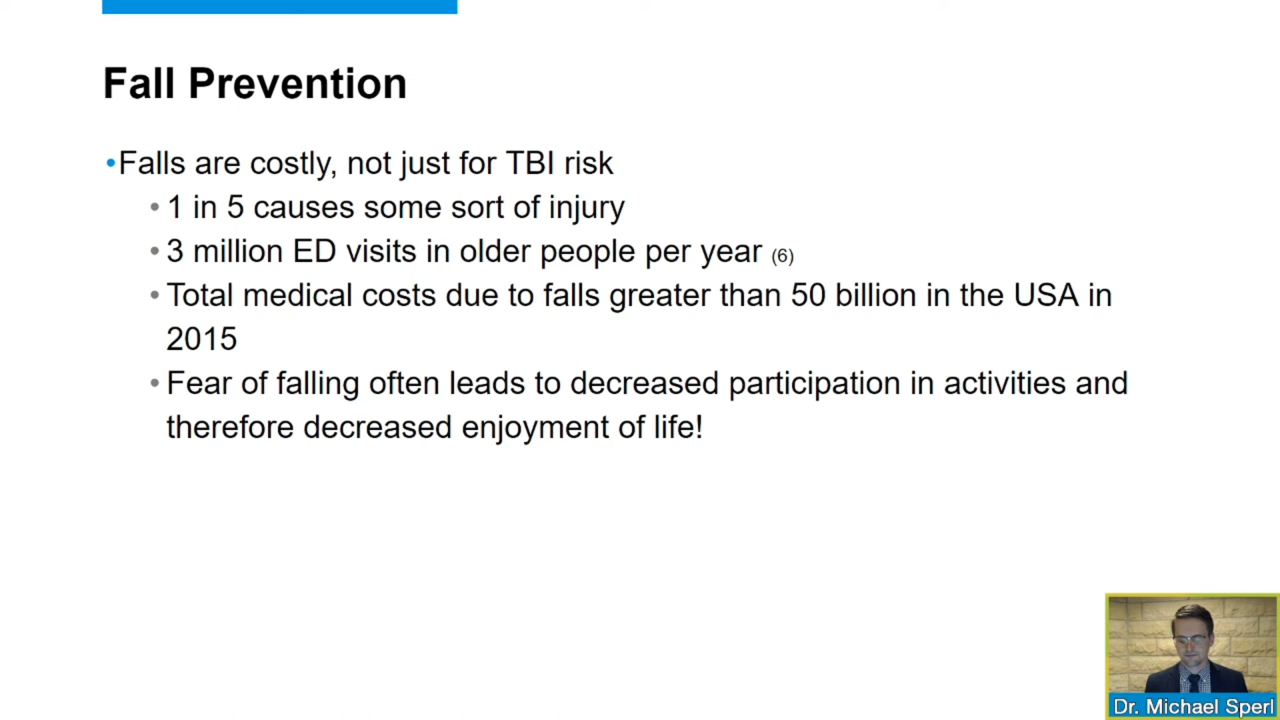 Fall Prevention
•Falls are costly, not just for TBI risk
• 1 in 5 causes some sort of injury
• 3 million ED visits in older people per year (6)
• Total medical costs due to falls greater than 50 billion in the USA in
2015
• Fear of falling often leads to decreased participation in activities and
therefore decreased enjoyment of life!
Dr. Michael Sperl